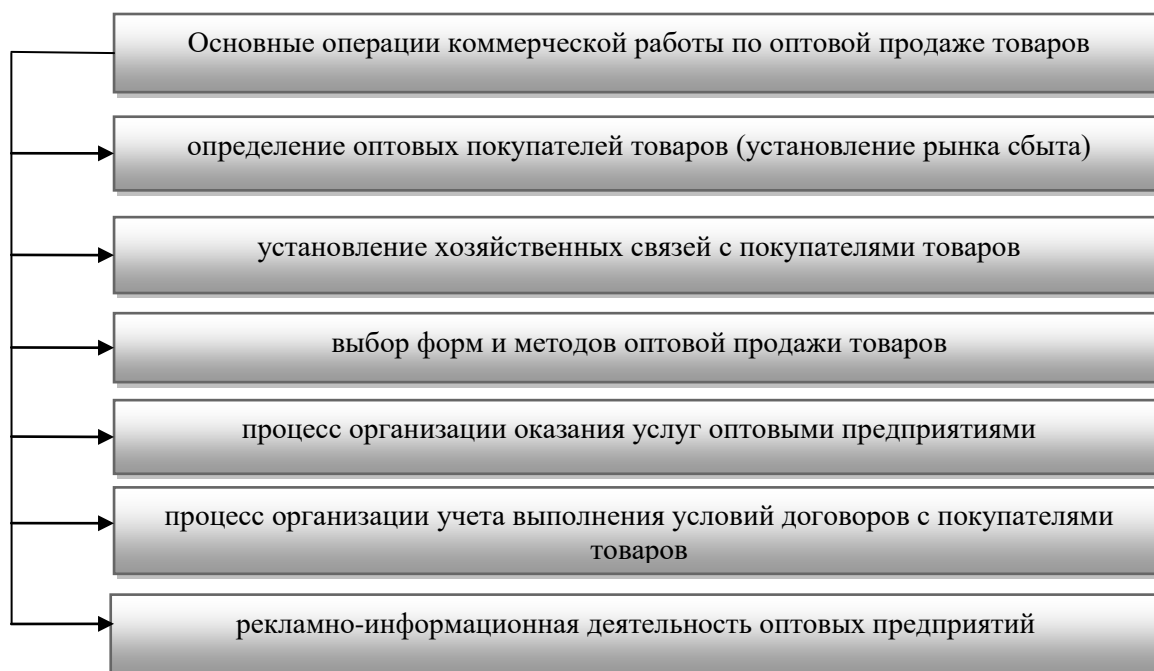 Основные операции коммерческой работы по оптовой продаже товаров
определение оптовых покупателей товаров (установление рынка сбыта)
установление хозяйственных связей с покупателями товаров
выбор форм и методов оптовой продажи товаров
процесс организации оказания услуг оптовыми предприятиями
процесс организации учета выполнения условий договоров с покупателями
товаров
рекламно-информационная деятельность оптовых предприятий